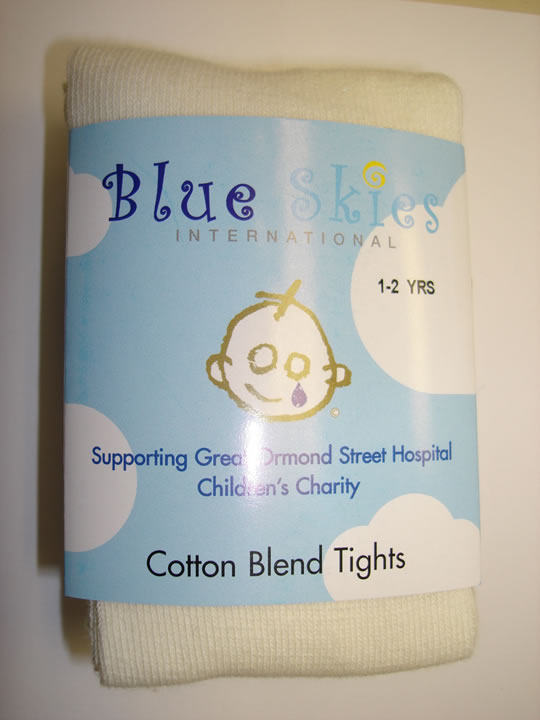 Blue Skies
INTERNATIONAL
1-2 YRS
Supporting Great Ormond Street Hospital
Children's Charity
Cotton Blend Tights